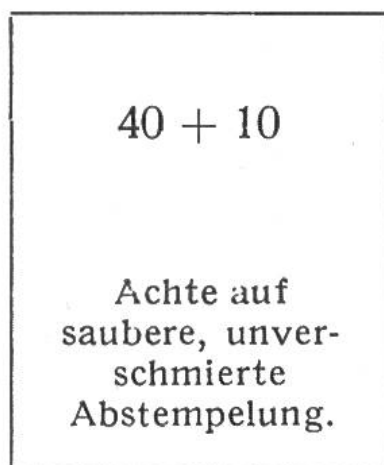 40 + 10
Achte auf
saubere, unver-
schmierte
Abstempelung.